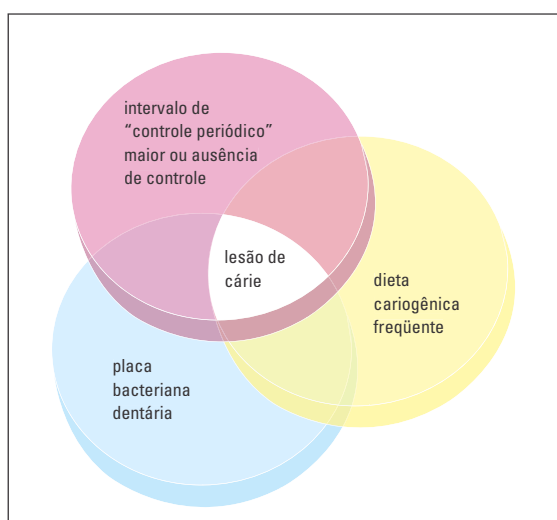 intervalo de
“controle periódico”
maior ou ausência
de controle
lesão de
cárie
dieta
cariogênica
freqüente
placa
bacteriana
dentária